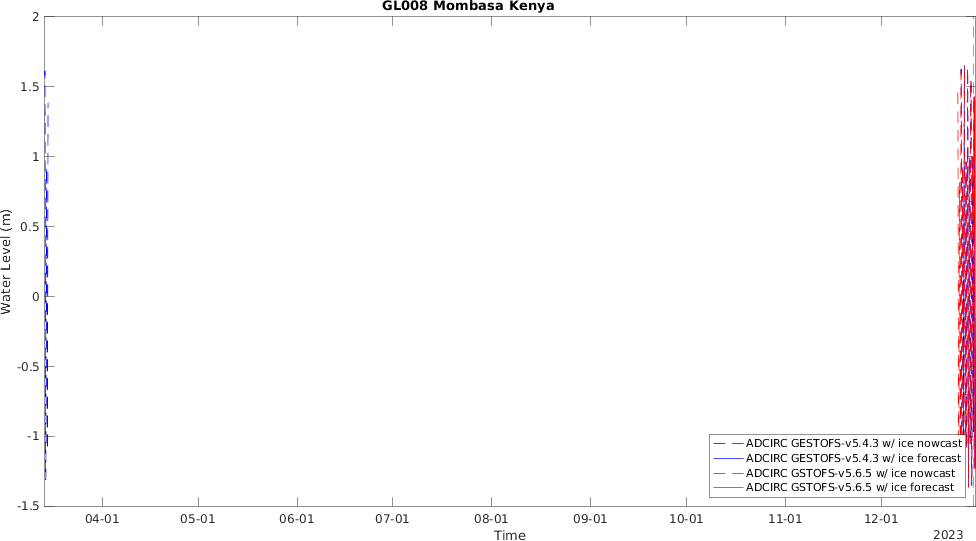 GL008 Mombasa Kenya
2
1.5
1
0.5
0
-0.5
-1
-1.5
Water Level (m)
ADCIRC GESTOFS-v5.4.3 w/ ice nowcast
ADCIRC GESTOFS-v5.4.3 w/ ice forecast
ADCIRC GSTOFS-v5.6.5 w/ ice nowcast
ADCIRC GSTOFS-v5.6.5 w/ ice forecast
04-01 05-01 06-01 07-01 08-01 09-01 10-01 11-01 12-01
Time
2023